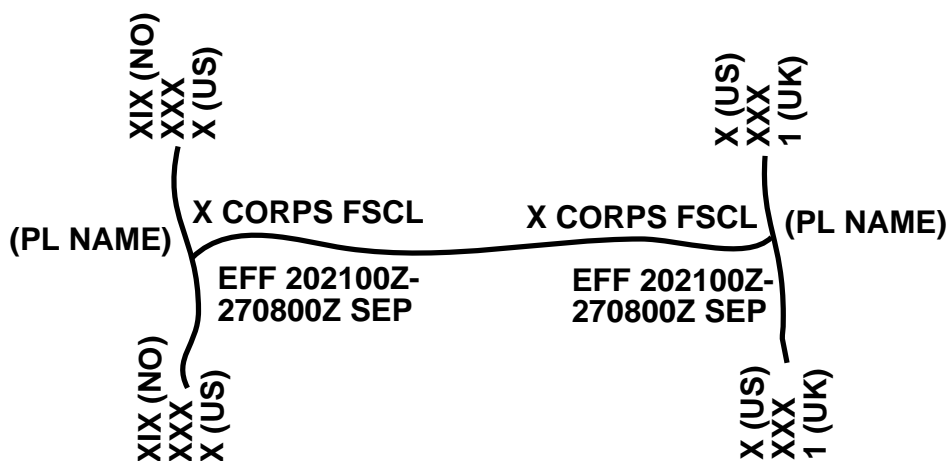 XIX (NO)
XXX
X (US)
X (US)
XXX
1 (UK)
X CORPS FSCL
X CORPS FSCL
(PL NAME)
(PL NAME)
EFF 202100Z-
270800Z SEP
EFF 202100Z-
270800Z SEP
XIX (NO)
XXX
X (US)
X (US)
XXX
1 (UK)